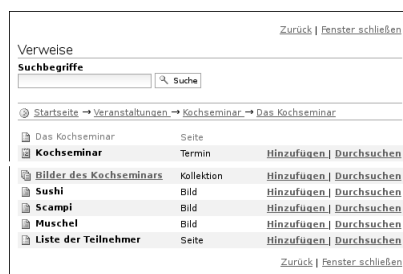 Zurück | Fenster schließen
Verweise
Suchbegriffe
Suche
Startseite → Veranstaltungen → Kochseminar → Das Kochseminar
Das Kochseminar Seite
Kochseminar Termin Hinzufügen | Durchsuchen
Bilder des Kochseminars Kollektion Hinzufügen | Durchsuchen
Sushi Bild Hinzufügen | Durchsuchen
Scampi Bild Hinzufügen | Durchsuchen
Muschel Bild Hinzufügen | Durchsuchen
Liste der Teilnehmer Seite Hinzufügen | Durchsuchen
Zurück | Fenster schließen